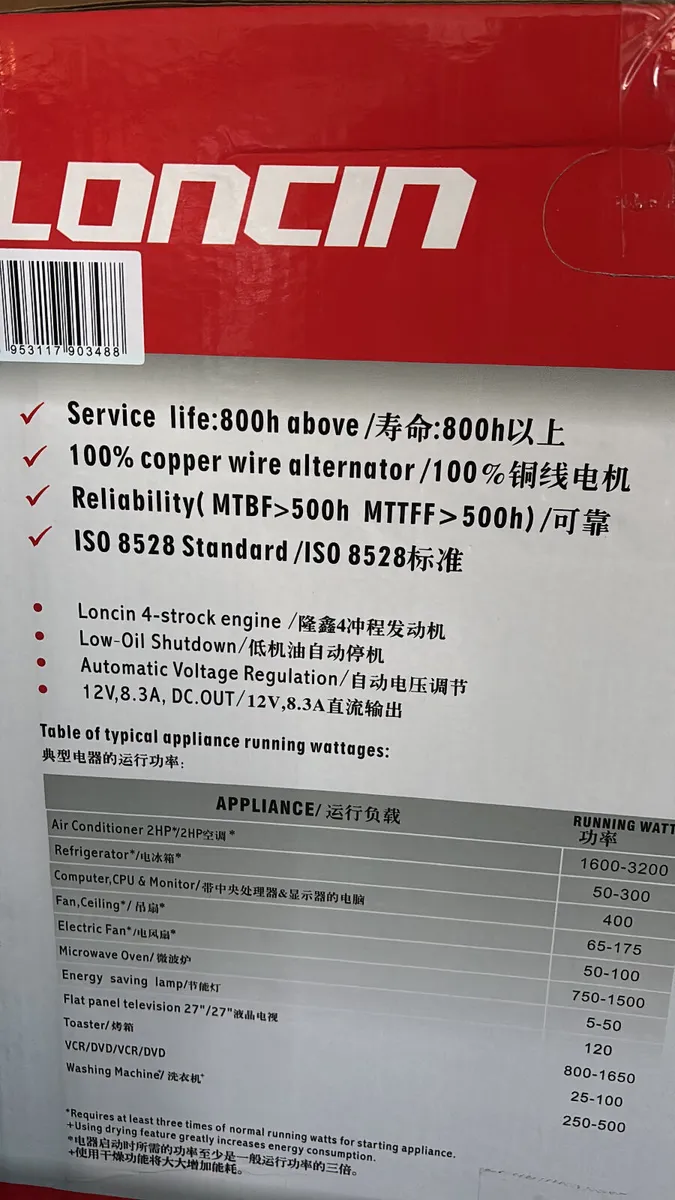 LONCIN
953117 903488
Service life:800h above/寿命:800h以上
100% copper wire alternator/100%铜线电机
Reliability( MTBF>500h MTTFF>500h)/可靠
ISO 8528 Standard/ISO 8528标准
Loncin 4-strock engine /隆鑫4冲程发动机
Low-Oil Shutdown/低机油自动停机
Automatic Voltage Regulation/自动电压调节
12V,8.3A, DC.OUT/12V,8.3A直流输出
Table of typical appliance running wattages:
典型电器的运行功率:
APPLIANCE/运行负载 RUNNING WATT
功率
Air Conditioner 2HP*/2HP空调* 1600-3200
Refrigerator*/电冰箱* 50-300
Computer,CPU & Monitor/带中央处理器&显示器的电脑 400
Fan,Ceiling*/吊扇* 65-175
Electric Fan*/电风扇* 50-100
Microwave Oven/微波炉 750-1500
Energy saving lamp/节能灯 5-50
Flat panel television 27"/27"液晶电视 120
Toaster/烤箱 800-1650
VCR/DVD/VCR/DVD 25-100
Washing Machine*/洗衣机* 250-500
*Requires at least three times of normal running watts for starting appliance.
+Using drying feature greatly increases energy consumption.
*电器启动时所需的功率至少是一般运行功率的三倍。
+使用干燥功能将大大增加能耗。